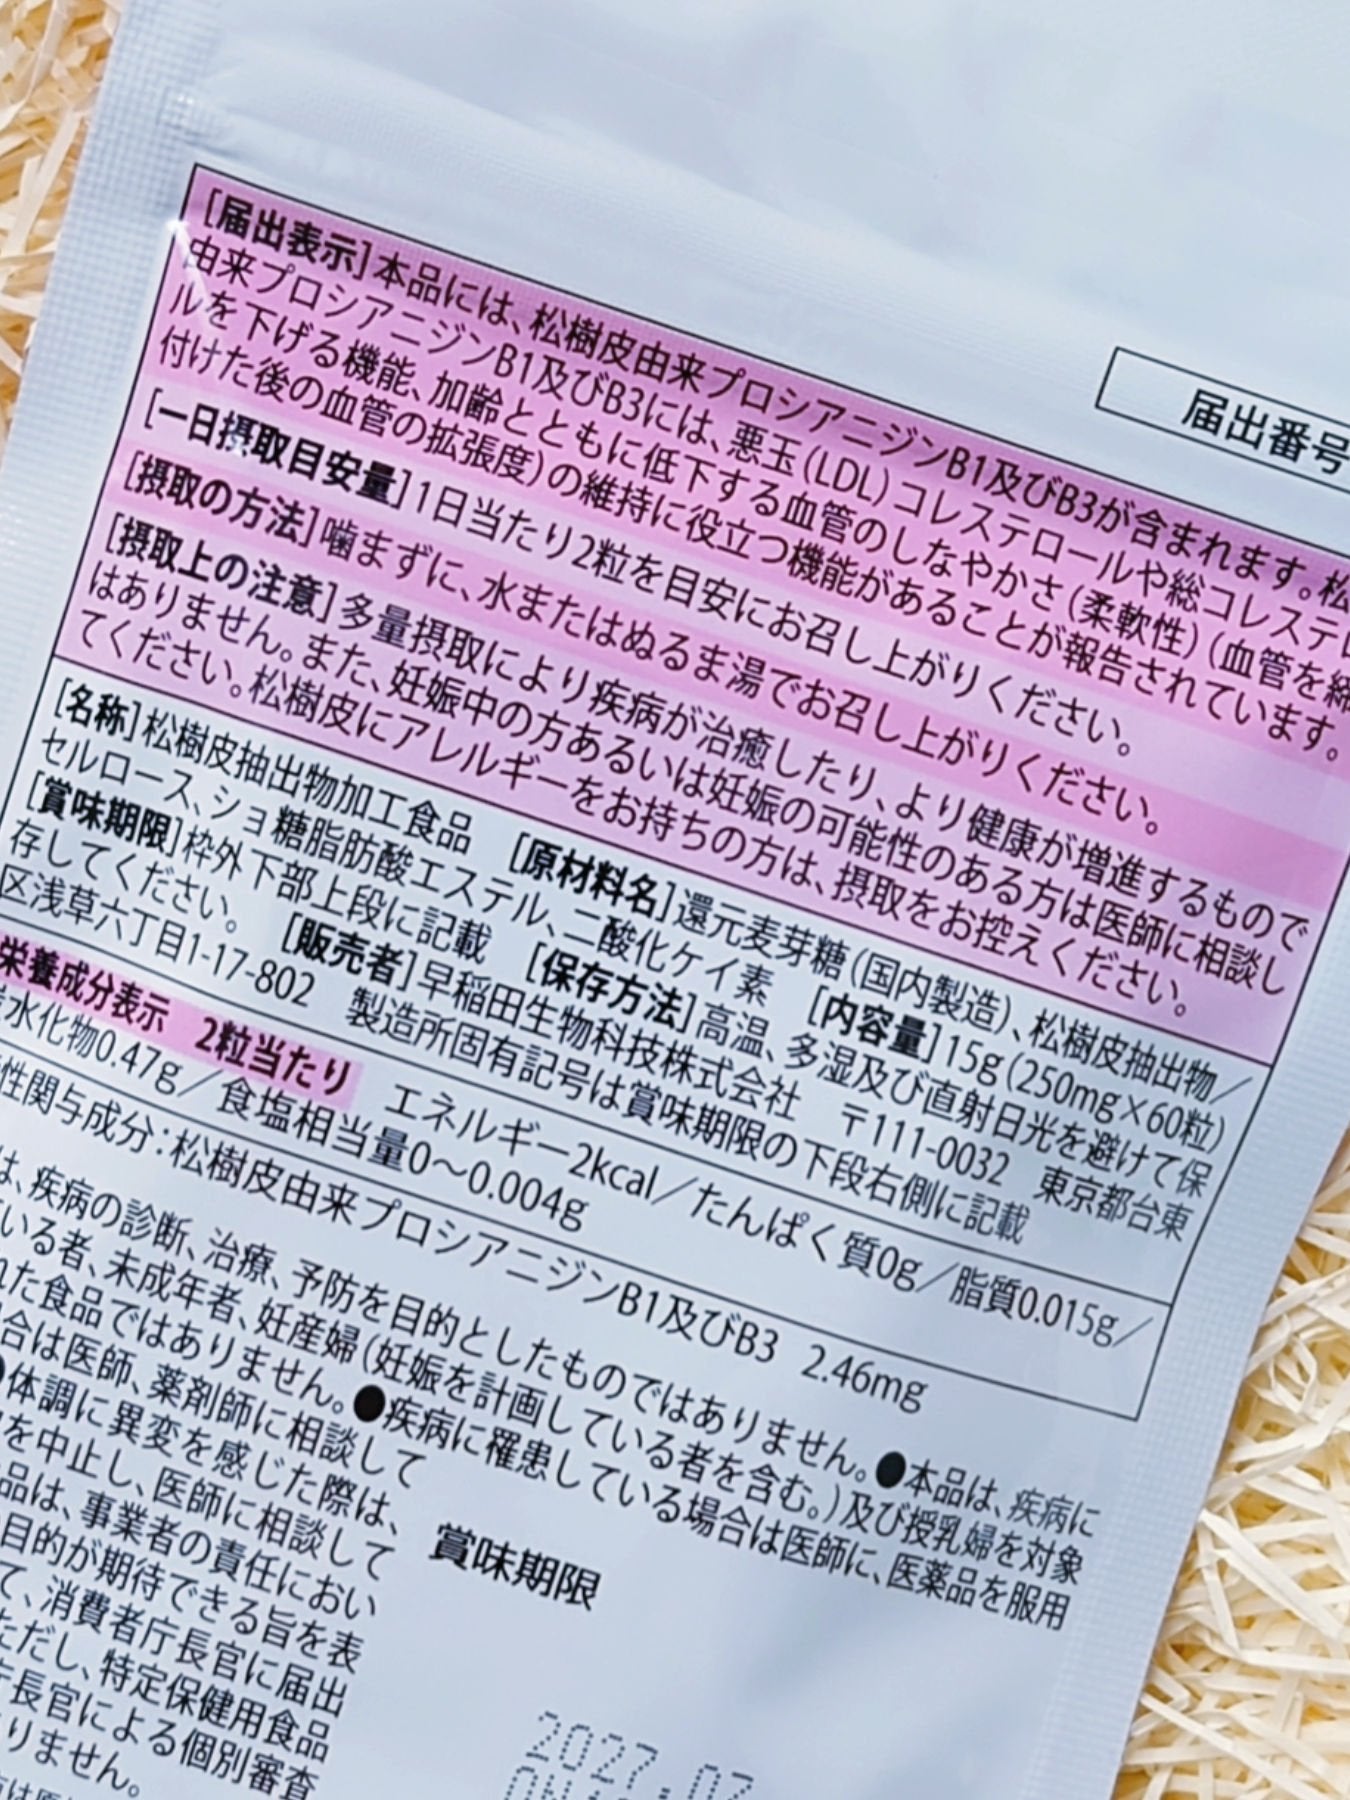 届出番号
[届出表示]本品には、松樹皮由来プロシアニジンB1及びB3が含まれます。松
由来プロシアニジンB1及びB3には、悪玉(LDL)コレステロールや総コレステロ
ルを下げる機能、加齢とともに低下する血管のしなやかさ(柔軟性)(血管を締
付けた後の血管の拡張度)の維持に役立つ機能があることが報告されています。
[一日摂取目安量]1日当たり2粒を目安にお召し上がりください。
[摂取の方法]噛まずに、水またはぬるま湯でお召し上がりください。
[摂取上の注意]多量摂取により疾病が治癒したり、より健康が増進するもので
はありません。また、妊娠中の方あるいは妊娠の可能性のある方は医師に相談し
てください。松樹皮にアレルギーをお持ちの方は、摂取をお控えください。
[名称]松樹皮抽出物加工食品 [原材料名]還元麦芽糖(国内製造)、松樹皮抽出物/
セルロース、ショ糖脂肪酸エステル、二酸化ケイ素 [内容量]15g(250mg×60粒)
[賞味期限]枠外下部上段に記載 [保存方法]高温、多湿及び直射日光を避けて保
存してください。 [販売者]早稲田生物科技株式会社 〒111-0032 東京都台東
区浅草六丁目1-17-802 製造所固有記号は賞味期限の下段右側に記載
栄養成分表示 2粒当たり エネルギー2kcal/たんぱく質0g/脂質0.015g/
水化物0.47g/食塩相当量0～0.004g
性関与成分:松樹皮由来プロシアニジンB1及びB3 2.46mg
は、疾病の診断、治療、予防を目的としたものではありません。●本品は、疾病に
いる者、未成年者、妊産婦(妊娠を計画している者を含む。)及び授乳婦を対象
れた食品ではありません。●疾病に罹患している場合は医師に、医薬品を服用
合は医師、薬剤師に相談して
●体調に異変を感じた際は、
を中止し、医師に相談して
品は、事業者の責任におい
目的が期待できる旨を表
て、消費者庁長官に届出
ただし、特定保健用食品
庁長官による個別審査
りません。
賞味期限
2027.07